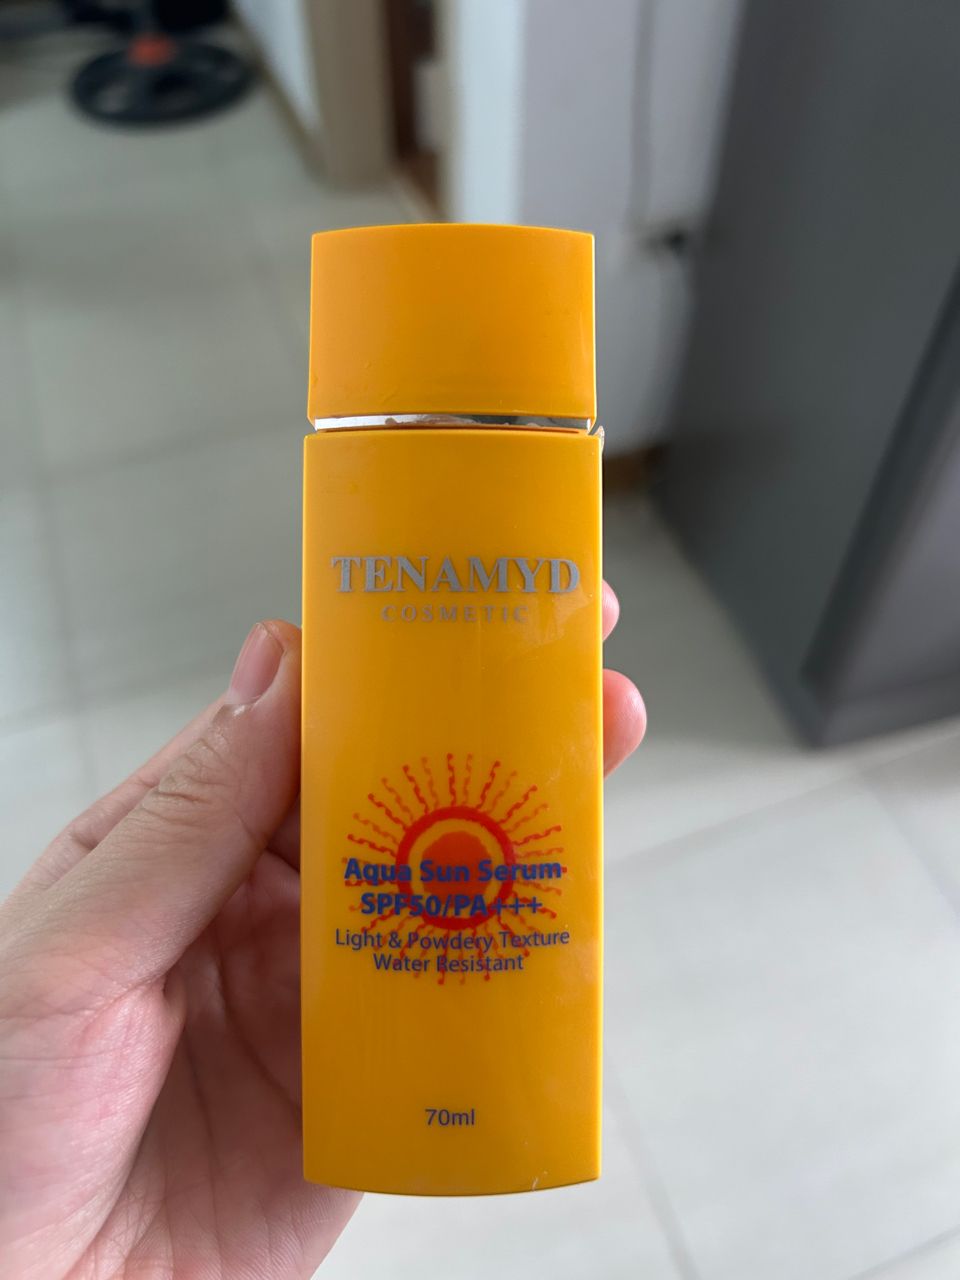 TENAMYD
COSMETIC
Aqua Sun Serum
SPF50/PA+++
Light & Powdery Texture
Water Resistant
70ml